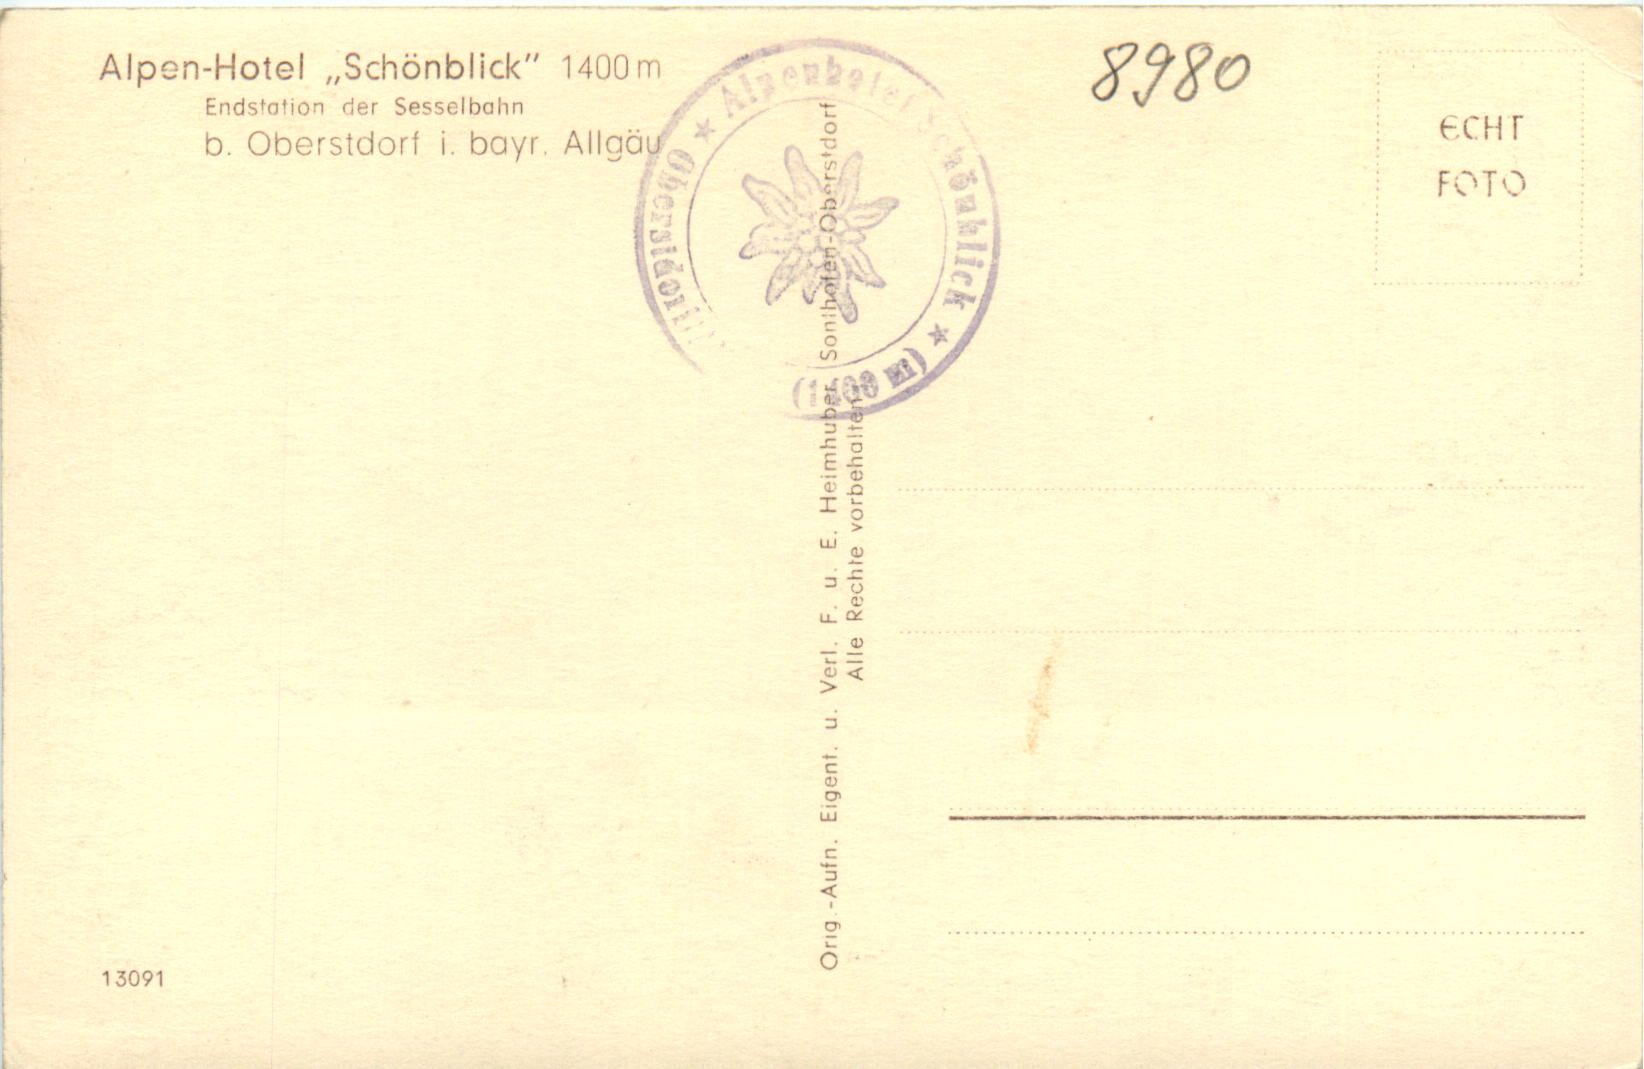 Alpen-Hotel „Schönblick” 1400 m
Endstation der Sesselbahn
b. Oberstdorf i. bayr. Allgäu
★ Alpenhotel Schönblick ★
(1400 m)
Oberstdorf
8980
ECHT
FOTO
Orig.-Aufn. Eigent. u. Verl. F. u. E. Heimhuber, Sonthofen-Oberstdorf
Alle Rechte vorbehalten
13091